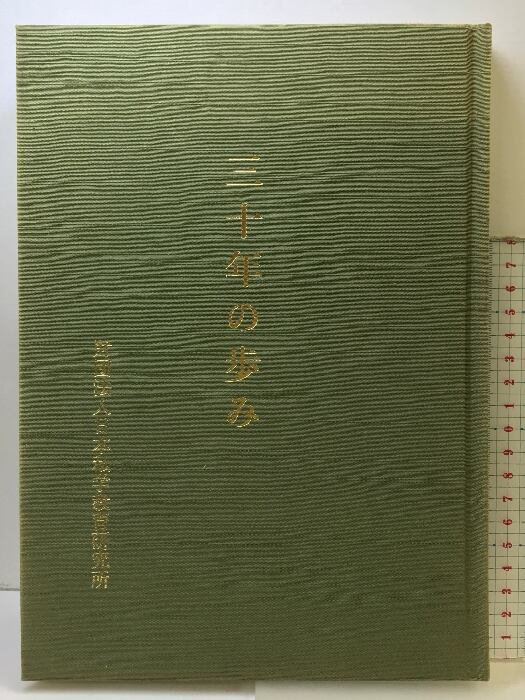 三十年の歩み
財団法人日本私学教育研究所